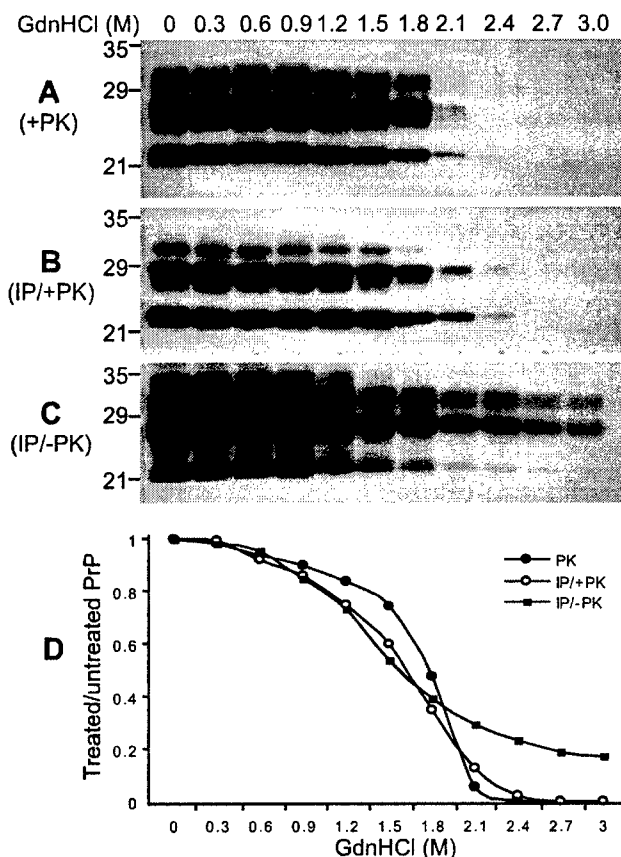 GdnHCl (M) 0 0.3 0.6 0.9 1.2 1.5 1.8 2.1 2.4 2.7 3.0
35
29
A
(+PK)
21
35
B
29
(IP/+PK)
21
35
C
29
(IP/-PK)
21
D
Treated/untreated PrP
1
0.8
0.6
0.4
0.2
0
PK
IP/+PK
IP/-PK
0 0.3 0.6 0.9 1.2 1.5 1.8 2.1 2.4 2.7 3
GdnHCl (M)